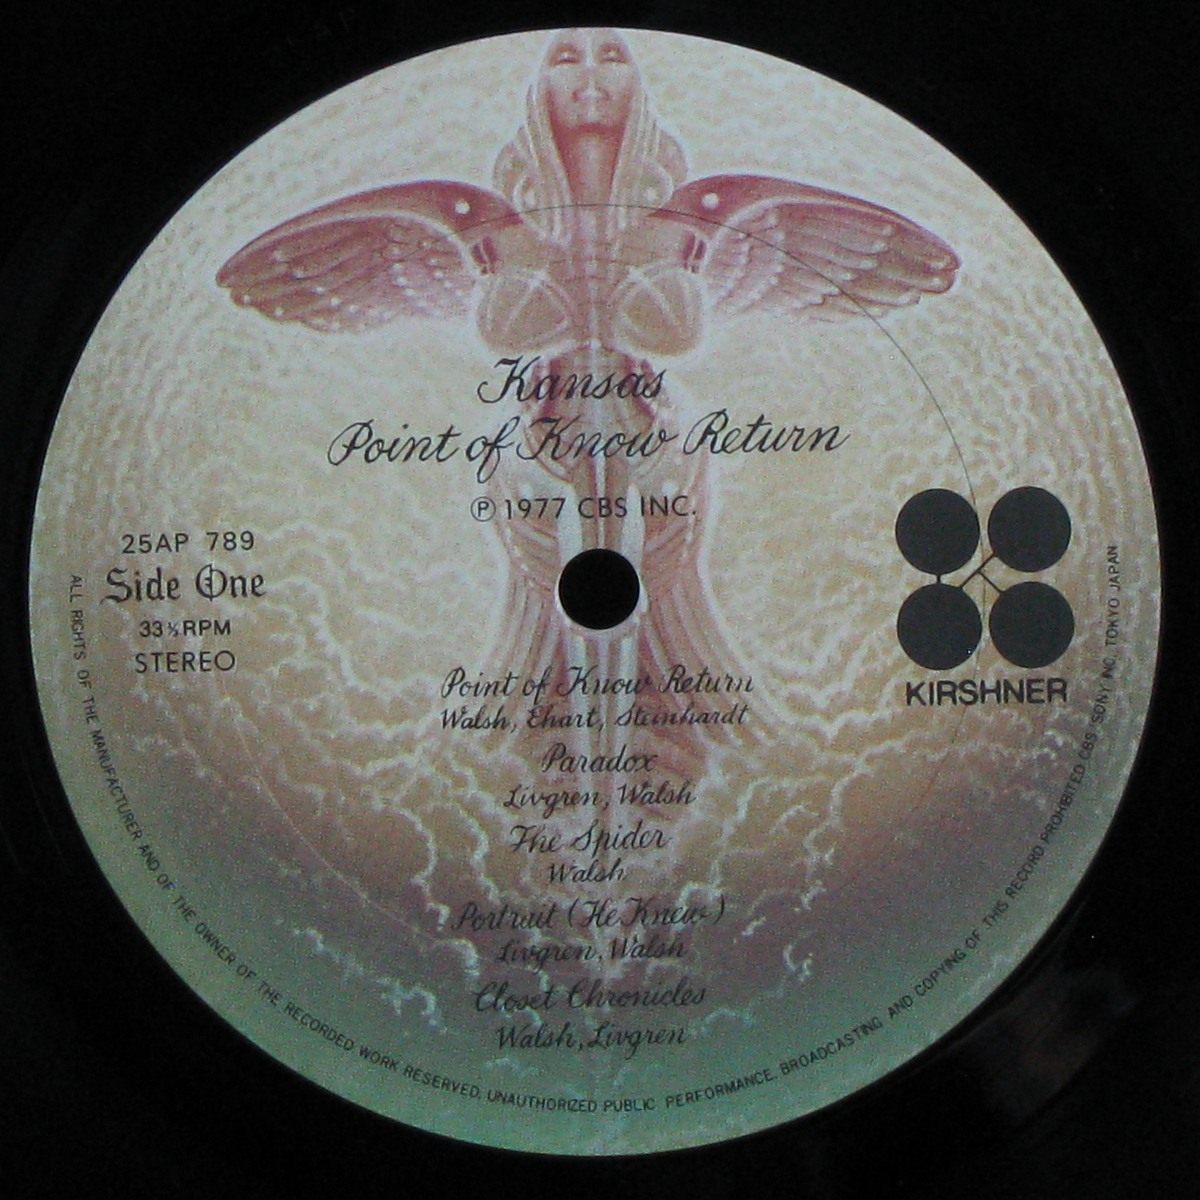 Kansas
Point of Know Return
℗ 1977 CBS INC.
25AP 789
Side One
33⅓RPM
STEREO
KIRSHNER
Point of Know Return
Walsh, Ehart, Steinhardt
Paradox
Livgren, Walsh
The Spider
Walsh
Portrait (He Knew)
Livgren, Walsh
Closet Chronicles
Walsh, Livgren
ALL RIGHTS OF THE MANUFACTURER AND OF THE OWNER OF THE RECORDED WORK RESERVED. UNAUTHORIZED PUBLIC PERFORMANCE. BROADCASTING AND COPYING OF THIS RECORD PROHIBITED CBS SONY INC. TOKYO JAPAN